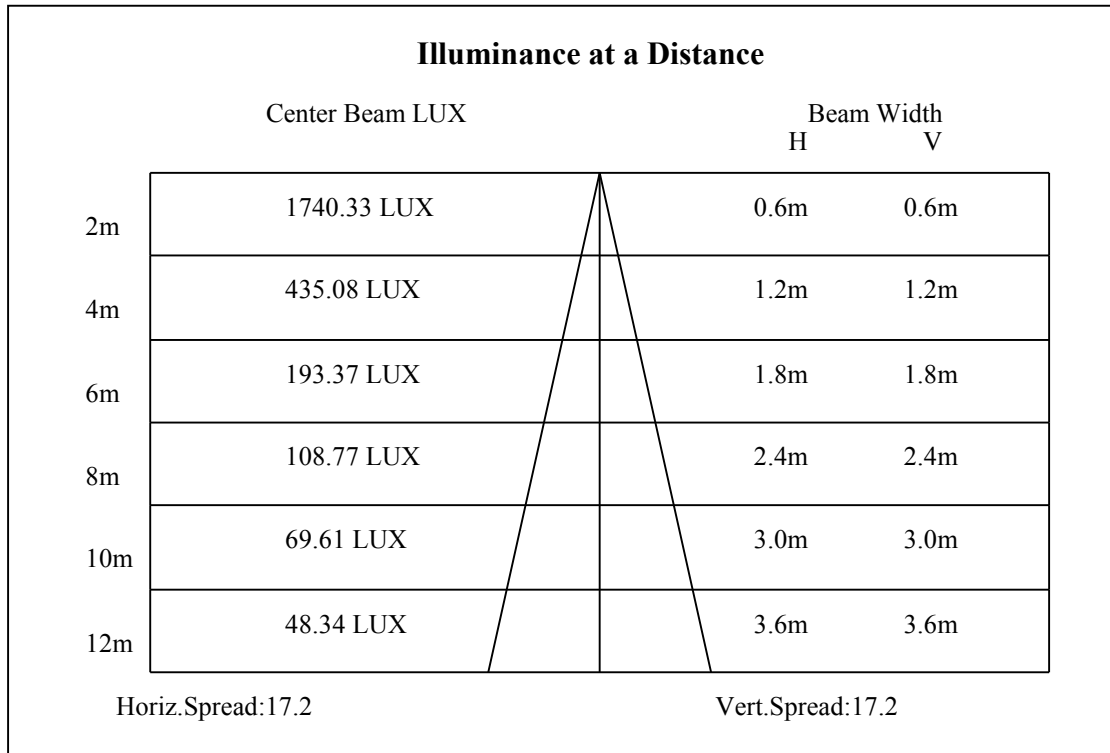 Illuminance at a Distance
Center Beam LUX Beam Width
H V
2m 1740.33 LUX 0.6m 0.6m
4m 435.08 LUX 1.2m 1.2m
6m 193.37 LUX 1.8m 1.8m
8m 108.77 LUX 2.4m 2.4m
10m 69.61 LUX 3.0m 3.0m
12m 48.34 LUX 3.6m 3.6m
Horiz.Spread:17.2 Vert.Spread:17.2